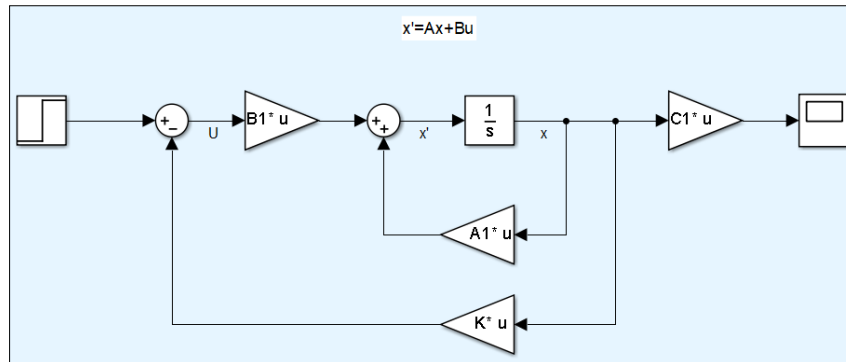 x'=Ax+Bu
+
−
U
B1* u
+
+
x'
1
s
x
C1* u
A1* u
K* u